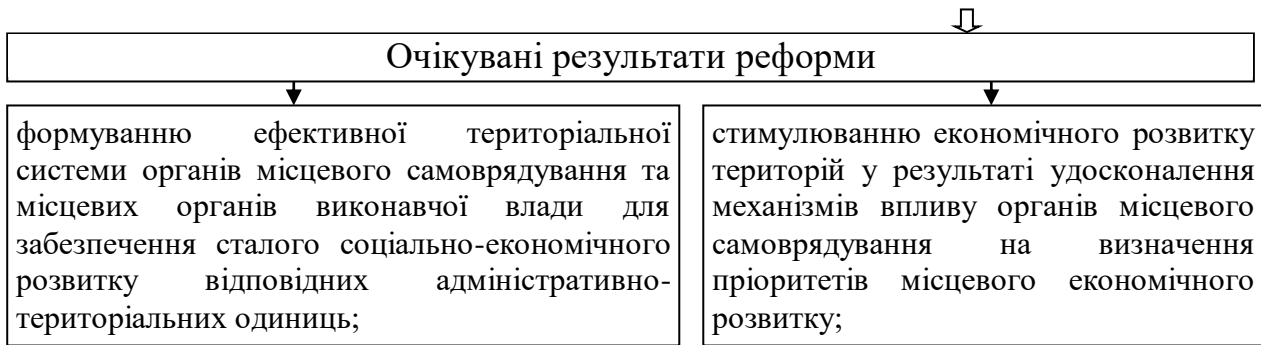 Очікувані результати реформи
формуванню ефективної територіальної
системи органів місцевого самоврядування та
місцевих органів виконавчої влади для
забезпечення сталого соціально-економічного
розвитку відповідних адміністративно-
територіальних одиниць;
стимулюванню економічного розвитку
територій у результаті удосконалення
механізмів впливу органів місцевого
самоврядування на визначення
пріоритетів місцевого економічного
розвитку;